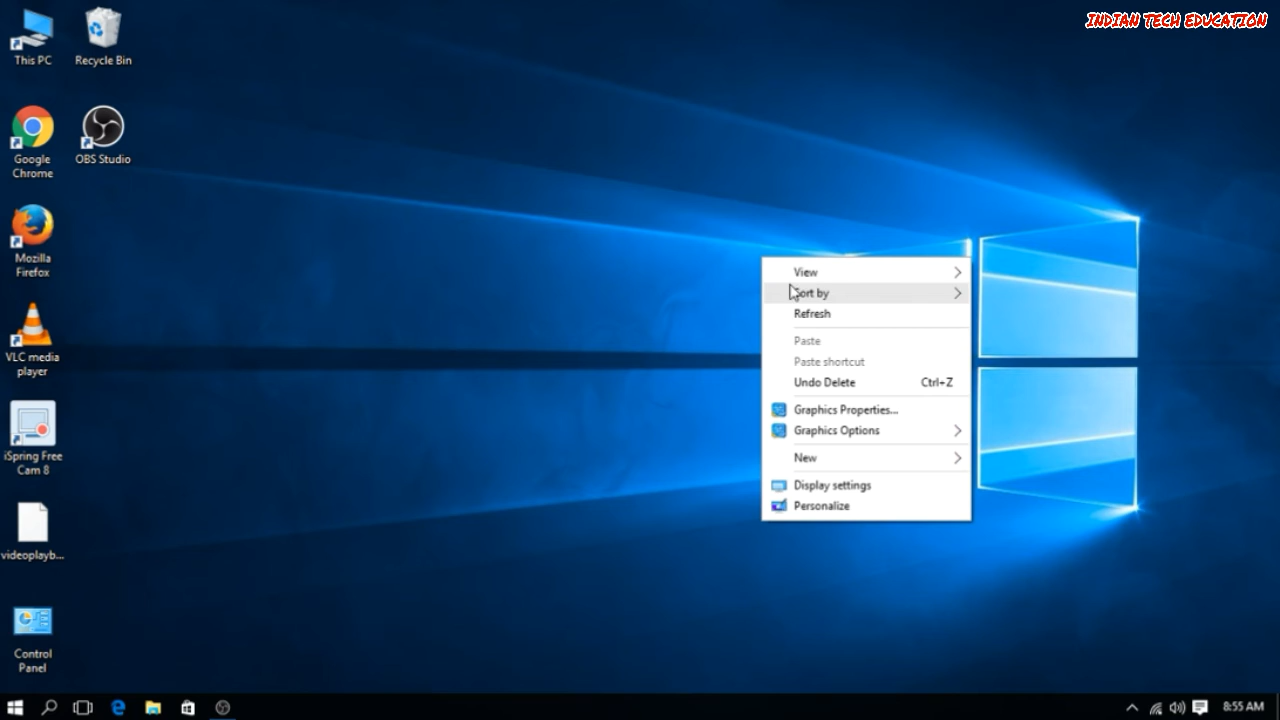 INDIAN TECH EDUCATION
This PC
Recycle Bin
Google
Chrome
OBS Studio
Mozilla
Firefox
VLC media
player
iSpring Free
Cam 8
videoplayb...
Control
Panel
View
Sort by
Refresh
Paste
Paste shortcut
Undo Delete Ctrl+Z
Graphics Properties...
Graphics Options
New
Display settings
Personalize
8:55 AM